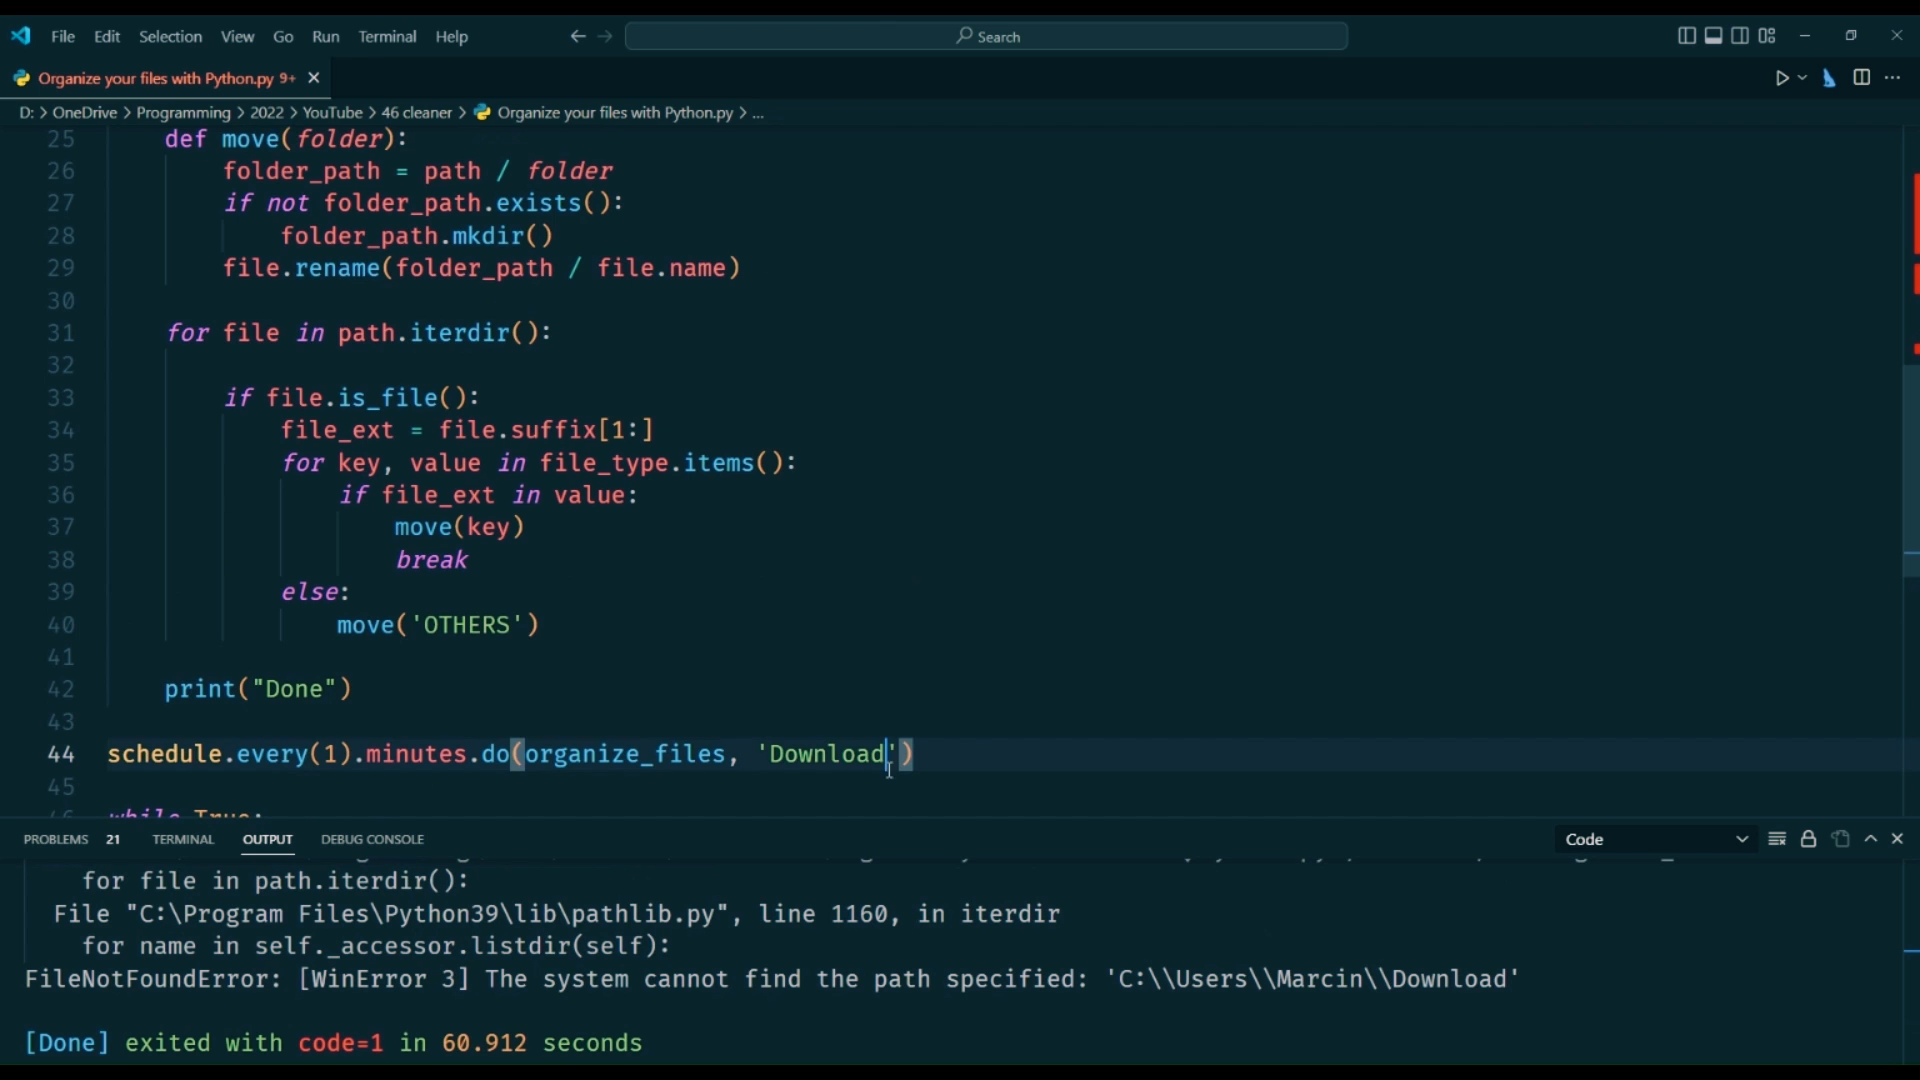 File Edit Selection View Go Run Terminal Help Search
Organize your files with Python.py 9+
D: > OneDrive > Programming > 2022 > YouTube > 46 cleaner > Organize your files with Python.py > ...
25 def move(folder):
26 folder_path = path / folder
27 if not folder_path.exists():
28 folder_path.mkdir()
29 file.rename(folder_path / file.name)
30
31 for file in path.iterdir():
32
33 if file.is_file():
34 file_ext = file.suffix[1:]
35 for key, value in file_type.items():
36 if file_ext in value:
37 move(key)
38 break
39 else:
40 move('OTHERS')
41
42 print("Done")
43
44 schedule.every(1).minutes.do(organize_files, 'Download')
45
46 while True:
PROBLEMS 21 TERMINAL OUTPUT DEBUG CONSOLE Code
for file in path.iterdir():
File "C:\Program Files\Python39\lib\pathlib.py", line 1160, in iterdir
for name in self._accessor.listdir(self):
FileNotFoundError: [WinError 3] The system cannot find the path specified: 'C:\\Users\\Marcin\\Download'
[Done] exited with code=1 in 60.912 seconds